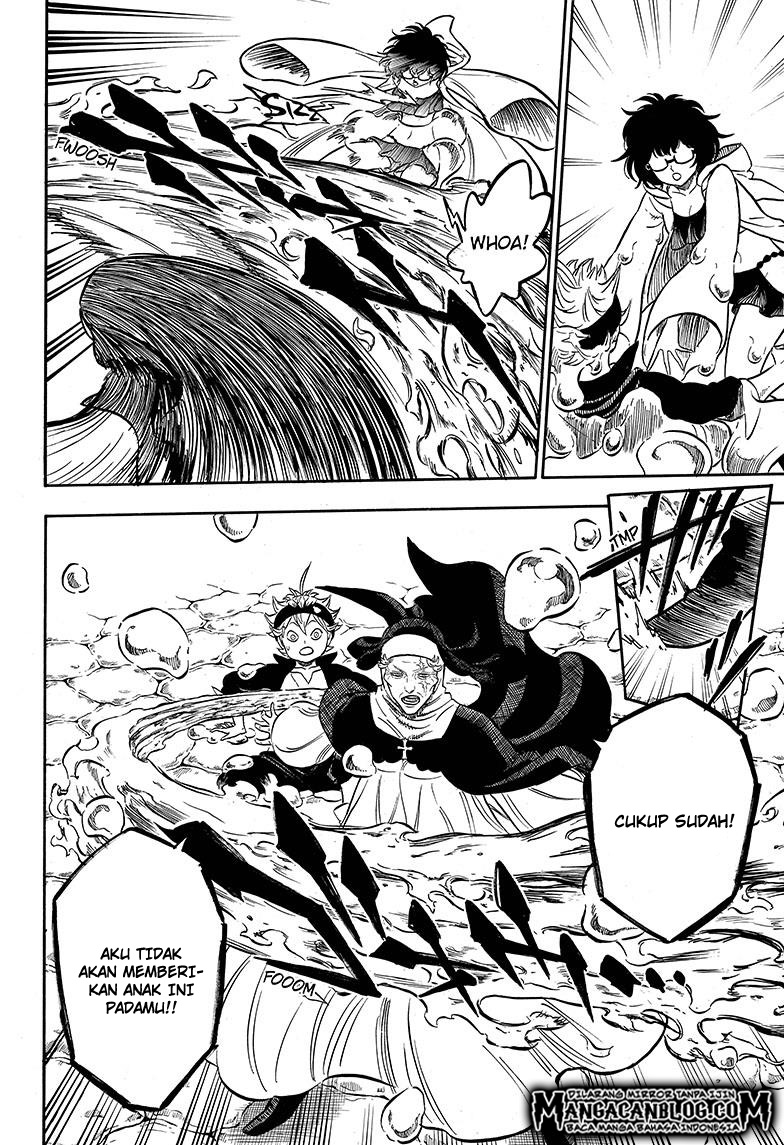 SIZZ
FWOOSH
WHOA!
TMP
CUKUP SUDAH!
AKU TIDAK
AKAN MEMBERI-
KAN ANAK INI
PADAMU!!
FOOOM
DILARANG MIRROR TANPA IJIN
MANGACANBLOG.COM
BACA MANGA BAHASA INDONESIA